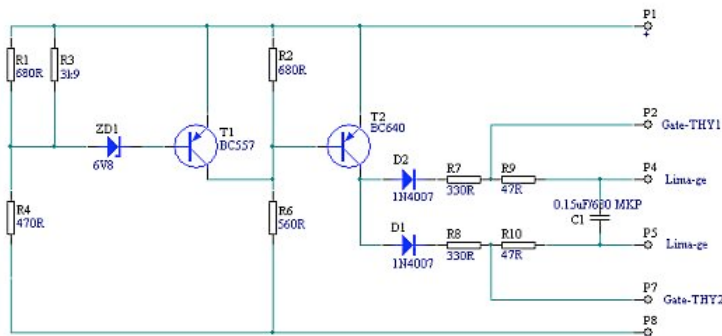 P1
+
R1
680R
R3
3k9
R2
680R
T1
BC557
T2
BC640
ZD1
6V8
P2
Gate-THY1
D2
1N4007
R7
330R
R9
47R
P4
Lima-ge
0.15uF/630 MKP
C1
R4
470R
R6
560R
D1
1N4007
R8
330R
R10
47R
P5
Lima-ge
P7
Gate-THY2
P8